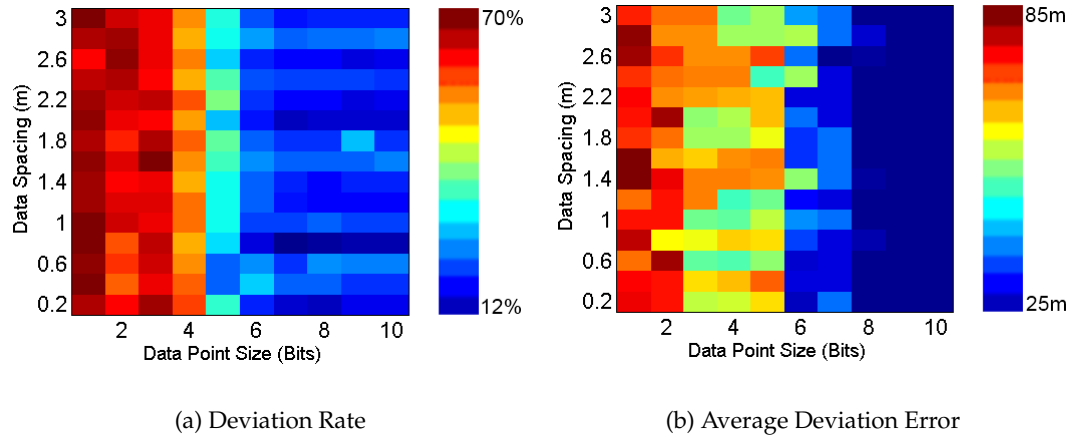 3
2.6
2.2
1.8
1.4
1
0.6
0.2
Data Spacing (m)
2 4 6 8 10
Data Point Size (Bits)
70%
12%
(a) Deviation Rate
3
2.6
2.2
1.8
1.4
1
0.6
0.2
Data Spacing (m)
2 4 6 8 10
Data Point Size (Bits)
85m
25m
(b) Average Deviation Error